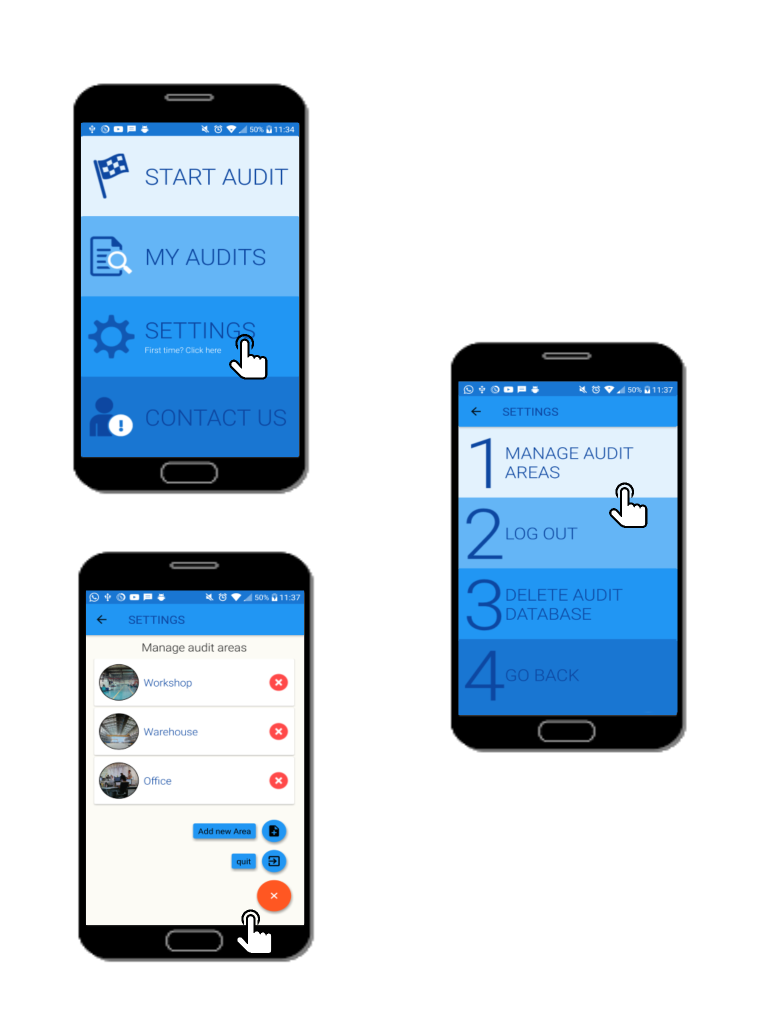 50% 11:34
START AUDIT
MY AUDITS
SETTINGS
First time? Click here
CONTACT US
50% 11:37
SETTINGS
1 MANAGE AUDIT
AREAS
2 LOG OUT
3 DELETE AUDIT
DATABASE
4 GO BACK
50% 11:37
SETTINGS
Manage audit areas
Workshop
Warehouse
Office
Add new Area
quit